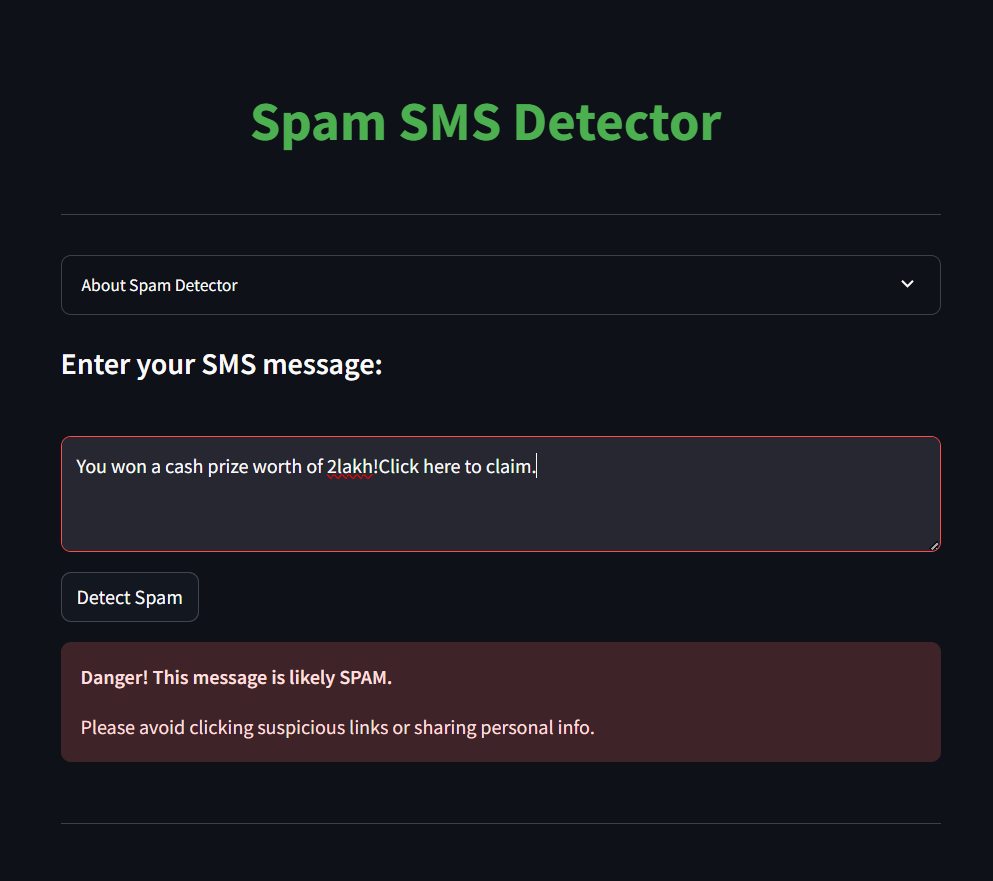 Spam SMS Detector
About Spam Detector
Enter your SMS message:
You won a cash prize worth of 2lakh!Click here to claim.
Detect Spam
Danger! This message is likely SPAM.
Please avoid clicking suspicious links or sharing personal info.